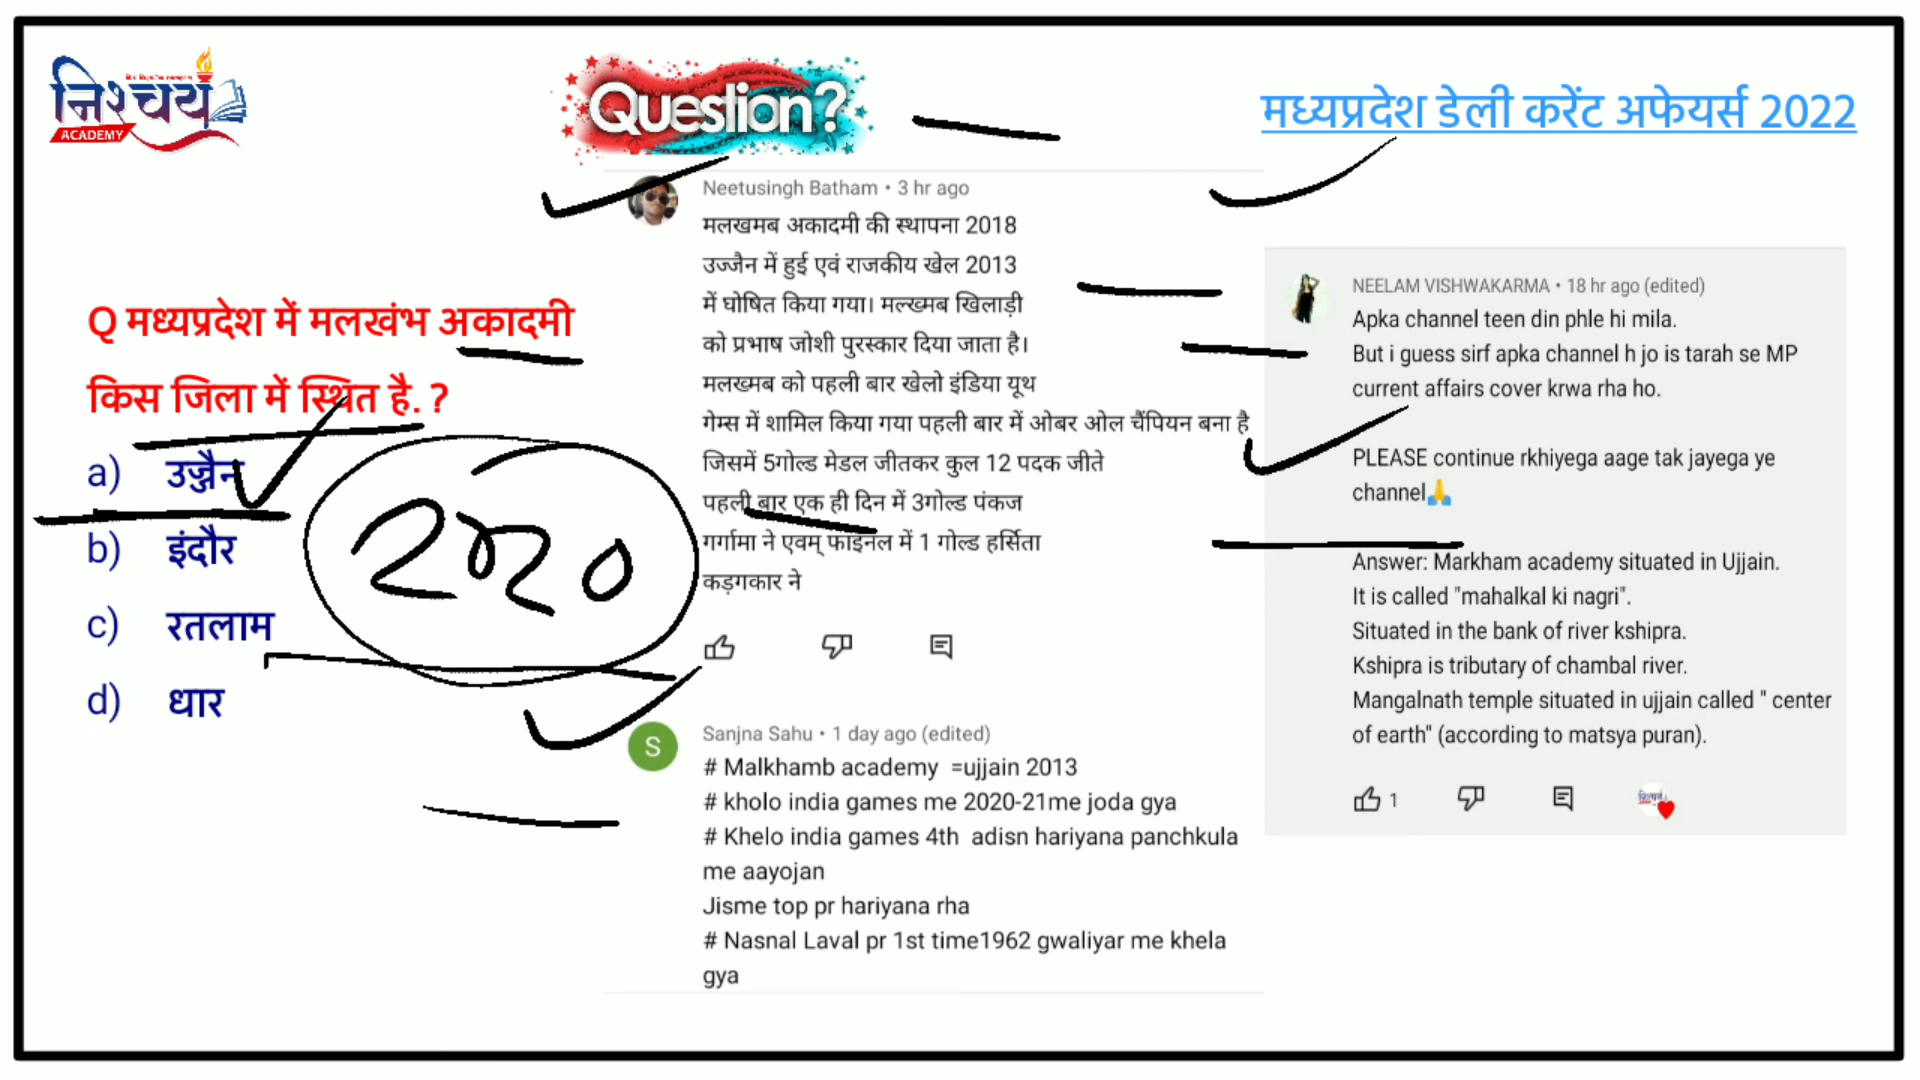 निश्चय
ACADEMY
Question?
मध्यप्रदेश डेली करेंट अफेयर्स 2022
Q मध्यप्रदेश में मलखंभ अकादमी
किस जिला में स्थित है. ?
a) उज्जैन
b) इंदौर
c) रतलाम
d) धार
2020
Neetusingh Batham • 3 hr ago
मलखमब अकादमी की स्थापना 2018
उज्जैन में हुई एवं राजकीय खेल 2013
में घोषित किया गया। मल्ख्मब खिलाड़ी
को प्रभाष जोशी पुरस्कार दिया जाता है।
मलख्मब को पहली बार खेलो इंडिया यूथ
गेम्स में शामिल किया गया पहली बार में ओबर ओल चैंपियन बना है
जिसमें 5गोल्ड मेडल जीतकर कुल 12 पदक जीते
पहली बार एक ही दिन में 3गोल्ड पंकज
गर्गामा ने एवम् फाइनल में 1 गोल्ड हर्सिता
कड़गकार ने
S
Sanjna Sahu • 1 day ago (edited)
# Malkhamb academy =ujjain 2013
# kholo india games me 2020-21me joda gya
# Khelo india games 4th adisn hariyana panchkula
me aayojan
Jisme top pr hariyana rha
# Nasnal Laval pr 1st time1962 gwaliyar me khela
gya
NEELAM VISHWAKARMA • 18 hr ago (edited)
Apka channel teen din phle hi mila.
But i guess sirf apka channel h jo is tarah se MP
current affairs cover krwa rha ho.
PLEASE continue rkhiyega aage tak jayega ye
channel🙏
Answer: Markham academy situated in Ujjain.
It is called "mahalkal ki nagri".
Situated in the bank of river kshipra.
Kshipra is tributary of chambal river.
Mangalnath temple situated in ujjain called " center
of earth" (according to matsya puran).
1